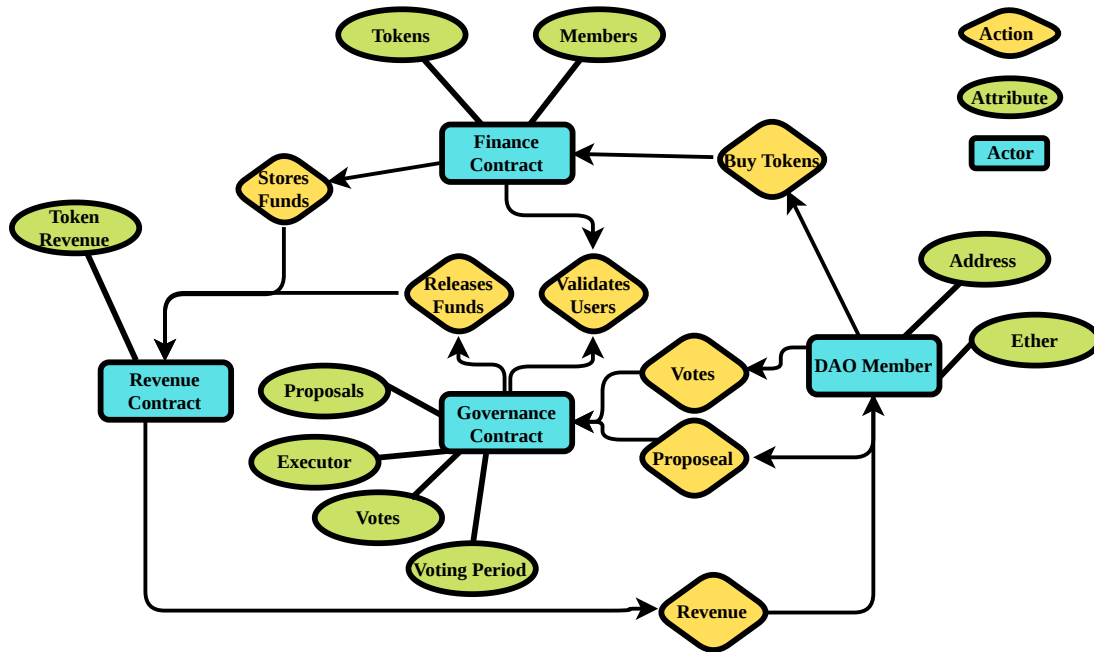 Tokens
Members
Action
Attribute
Actor
Finance
Contract
Buy Tokens
Stores
Funds
Token
Revenue
Releases
Funds
Validates
Users
Address
Ether
Revenue
Contract
Proposals
Governance
Contract
Votes
DAO Member
Proposeal
Executor
Votes
Voting Period
Revenue